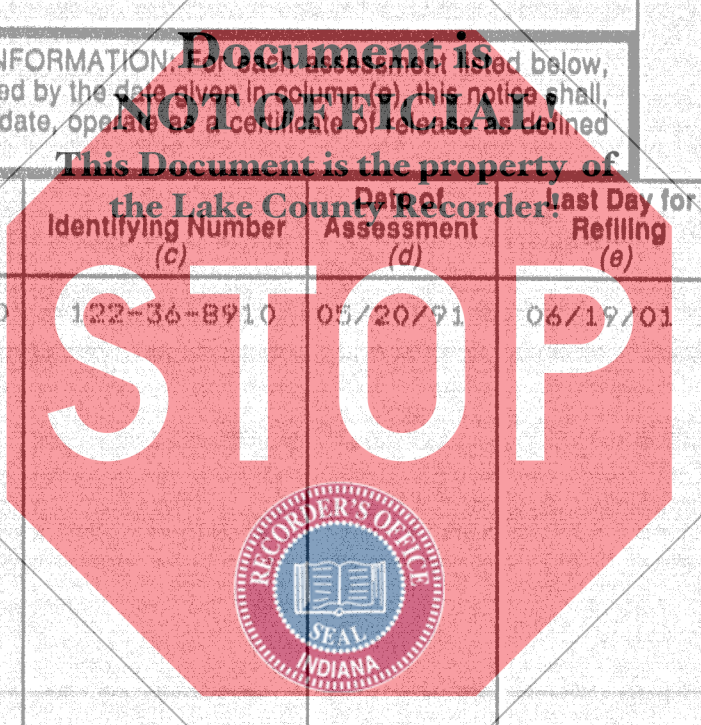 Document is
NFORMATION: For each assessment listed below,
ed by the date given in column (e), this notice shall,
NOT OFFICIAL!
date, operate as a certificate of release as defined
This Document is the property of
the Lake County Recorder!
Identifying Number
(c)
Date of
Assessment
(d)
Last Day for
Refiling
(e)
122-36-8910 05/20/91 06/19/01
STOP
RECORDER'S OFFICE
SEAL
INDIANA